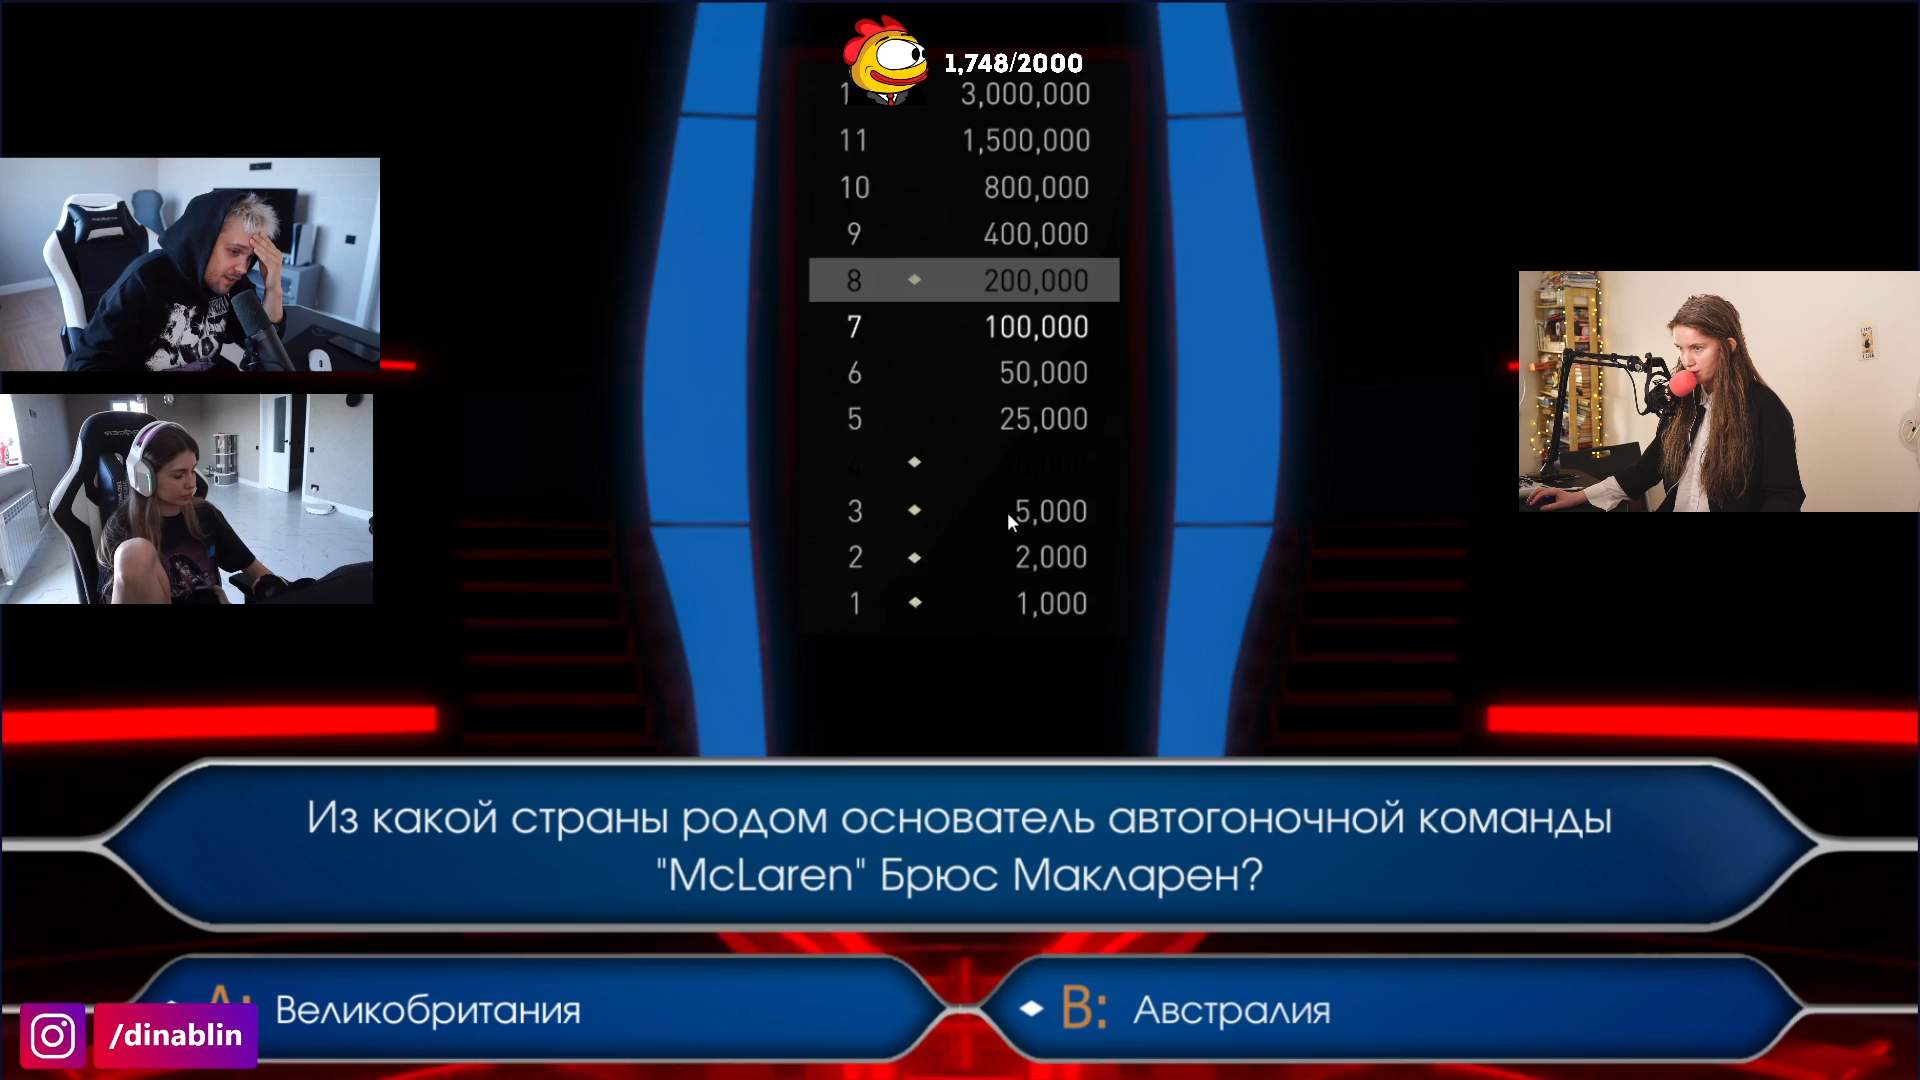 1,748/2000
1 3,000,000
11 1,500,000
10 800,000
9 400,000
8 200,000
7 100,000
6 50,000
5 25,000
4
3 5,000
2 2,000
1 1,000
Из какой страны родом основатель автогоночной команды
"McLaren" Брюс Макларен?
A: Великобритания
B: Австралия
/dinablin